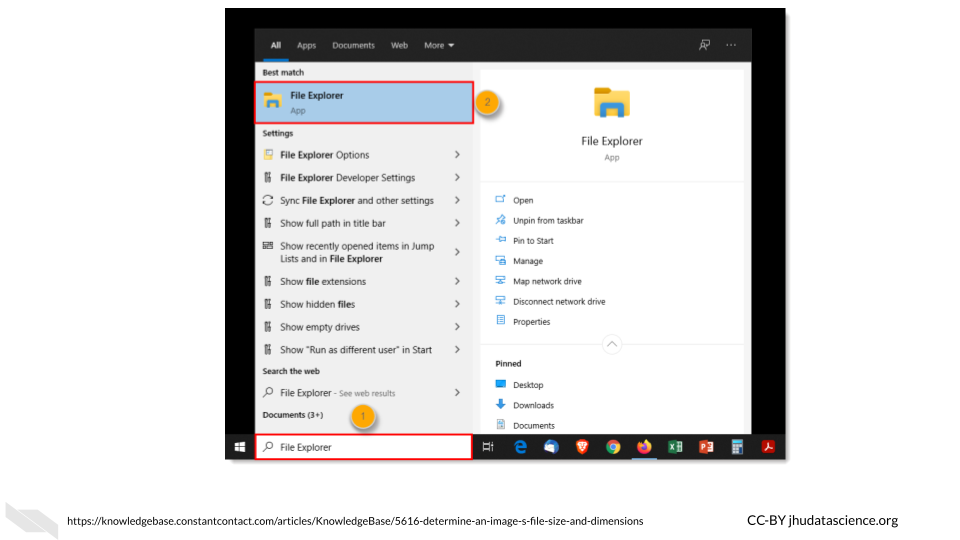 All Apps Documents Web More
Best match
File Explorer
App
2
Settings
File Explorer Options
File Explorer Developer Settings
Sync File Explorer and other settings
Show full path in title bar
Show recently opened items in Jump
Lists and in File Explorer
Show file extensions
Show hidden files
Show empty drives
Show "Run as different user" in Start
Search the web
File Explorer - See web results
Documents (3+)
1
File Explorer
File Explorer
App
Open
Unpin from taskbar
Pin to Start
Manage
Map network drive
Disconnect network drive
Properties
Pinned
Desktop
Downloads
Documents
https://knowledgebase.constantcontact.com/articles/KnowledgeBase/5616-determine-an-image-s-file-size-and-dimensions
CC-BY jhudatascience.org